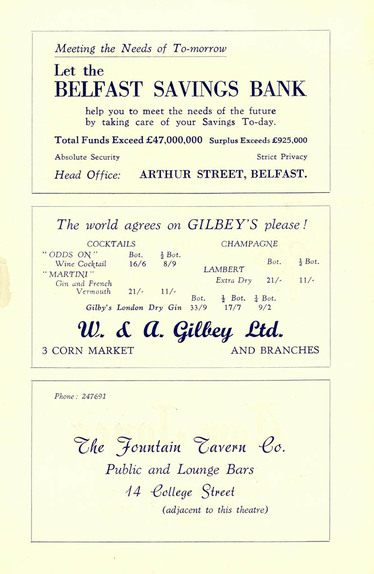 Meeting the Needs of To-morrow
Let the
BELFAST SAVINGS BANK
help you to meet the needs of the future
by taking care of your Savings To-day.
Total Funds Exceed £47,000,000 Surplus Exceeds £925,000
Absolute Security Strict Privacy
Head Office: ARTHUR STREET, BELFAST.
The world agrees on GILBEY'S please!
COCKTAILS
"ODDS ON" Bot. ½ Bot.
Wine Cocktail 16/6 8/9
"MARTINI"
Gin and French
Vermouth 21/- 11/-
CHAMPAGNE
Bot. ½ Bot.
LAMBERT
Extra Dry 21/- 11/-
Bot. ½ Bot. ¼ Bot.
Gilby's London Dry Gin 33/9 17/7 9/2
W. & A. Gilbey Ltd.
3 CORN MARKET AND BRANCHES
Phone: 247691
The Fountain Tavern Co.
Public and Lounge Bars
14 College Street
(adjacent to this theatre)